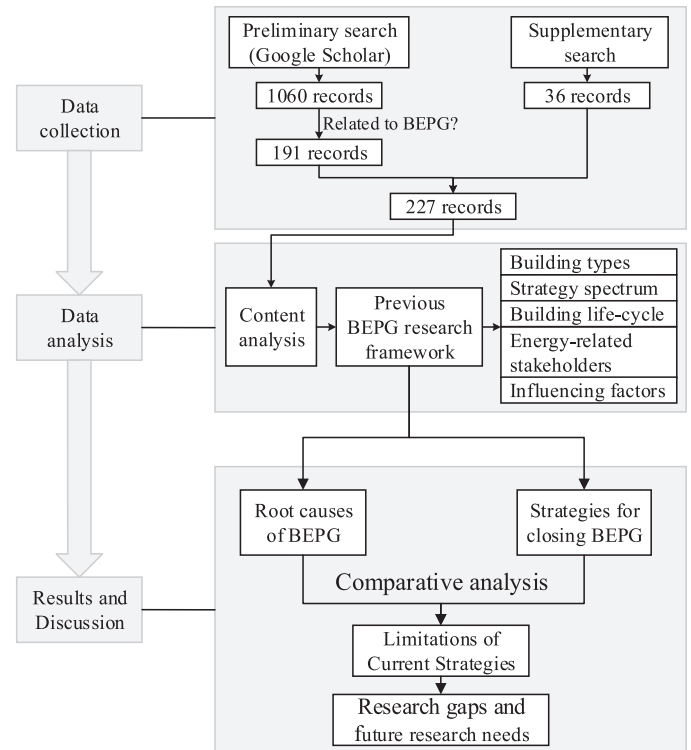 Preliminary search
(Google Scholar)
Supplementary
search
1060 records
36 records
Related to BEPG?
191 records
227 records
Data
collection
Content
analysis
Previous
BEPG research
framework
Building types
Strategy spectrum
Building life-cycle
Energy-related
stakeholders
Influencing factors
Data
analysis
Root causes
of BEPG
Strategies for
closing BEPG
Comparative analysis
Limitations of
Current Strategies
Research gaps and
future research needs
Results and
Discussion